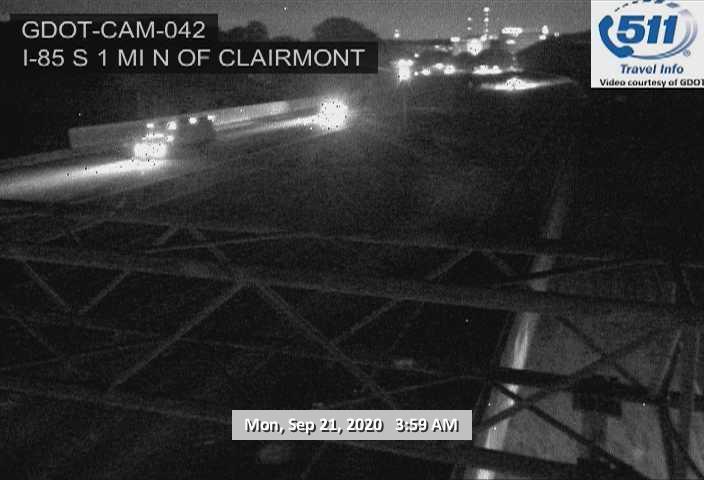 GDOT-CAM-042
I-85 S 1 MI N OF CLAIRMONT
511
Travel Info
Video courtesy of GDOT
Mon, Sep 21, 2020 3:59 AM